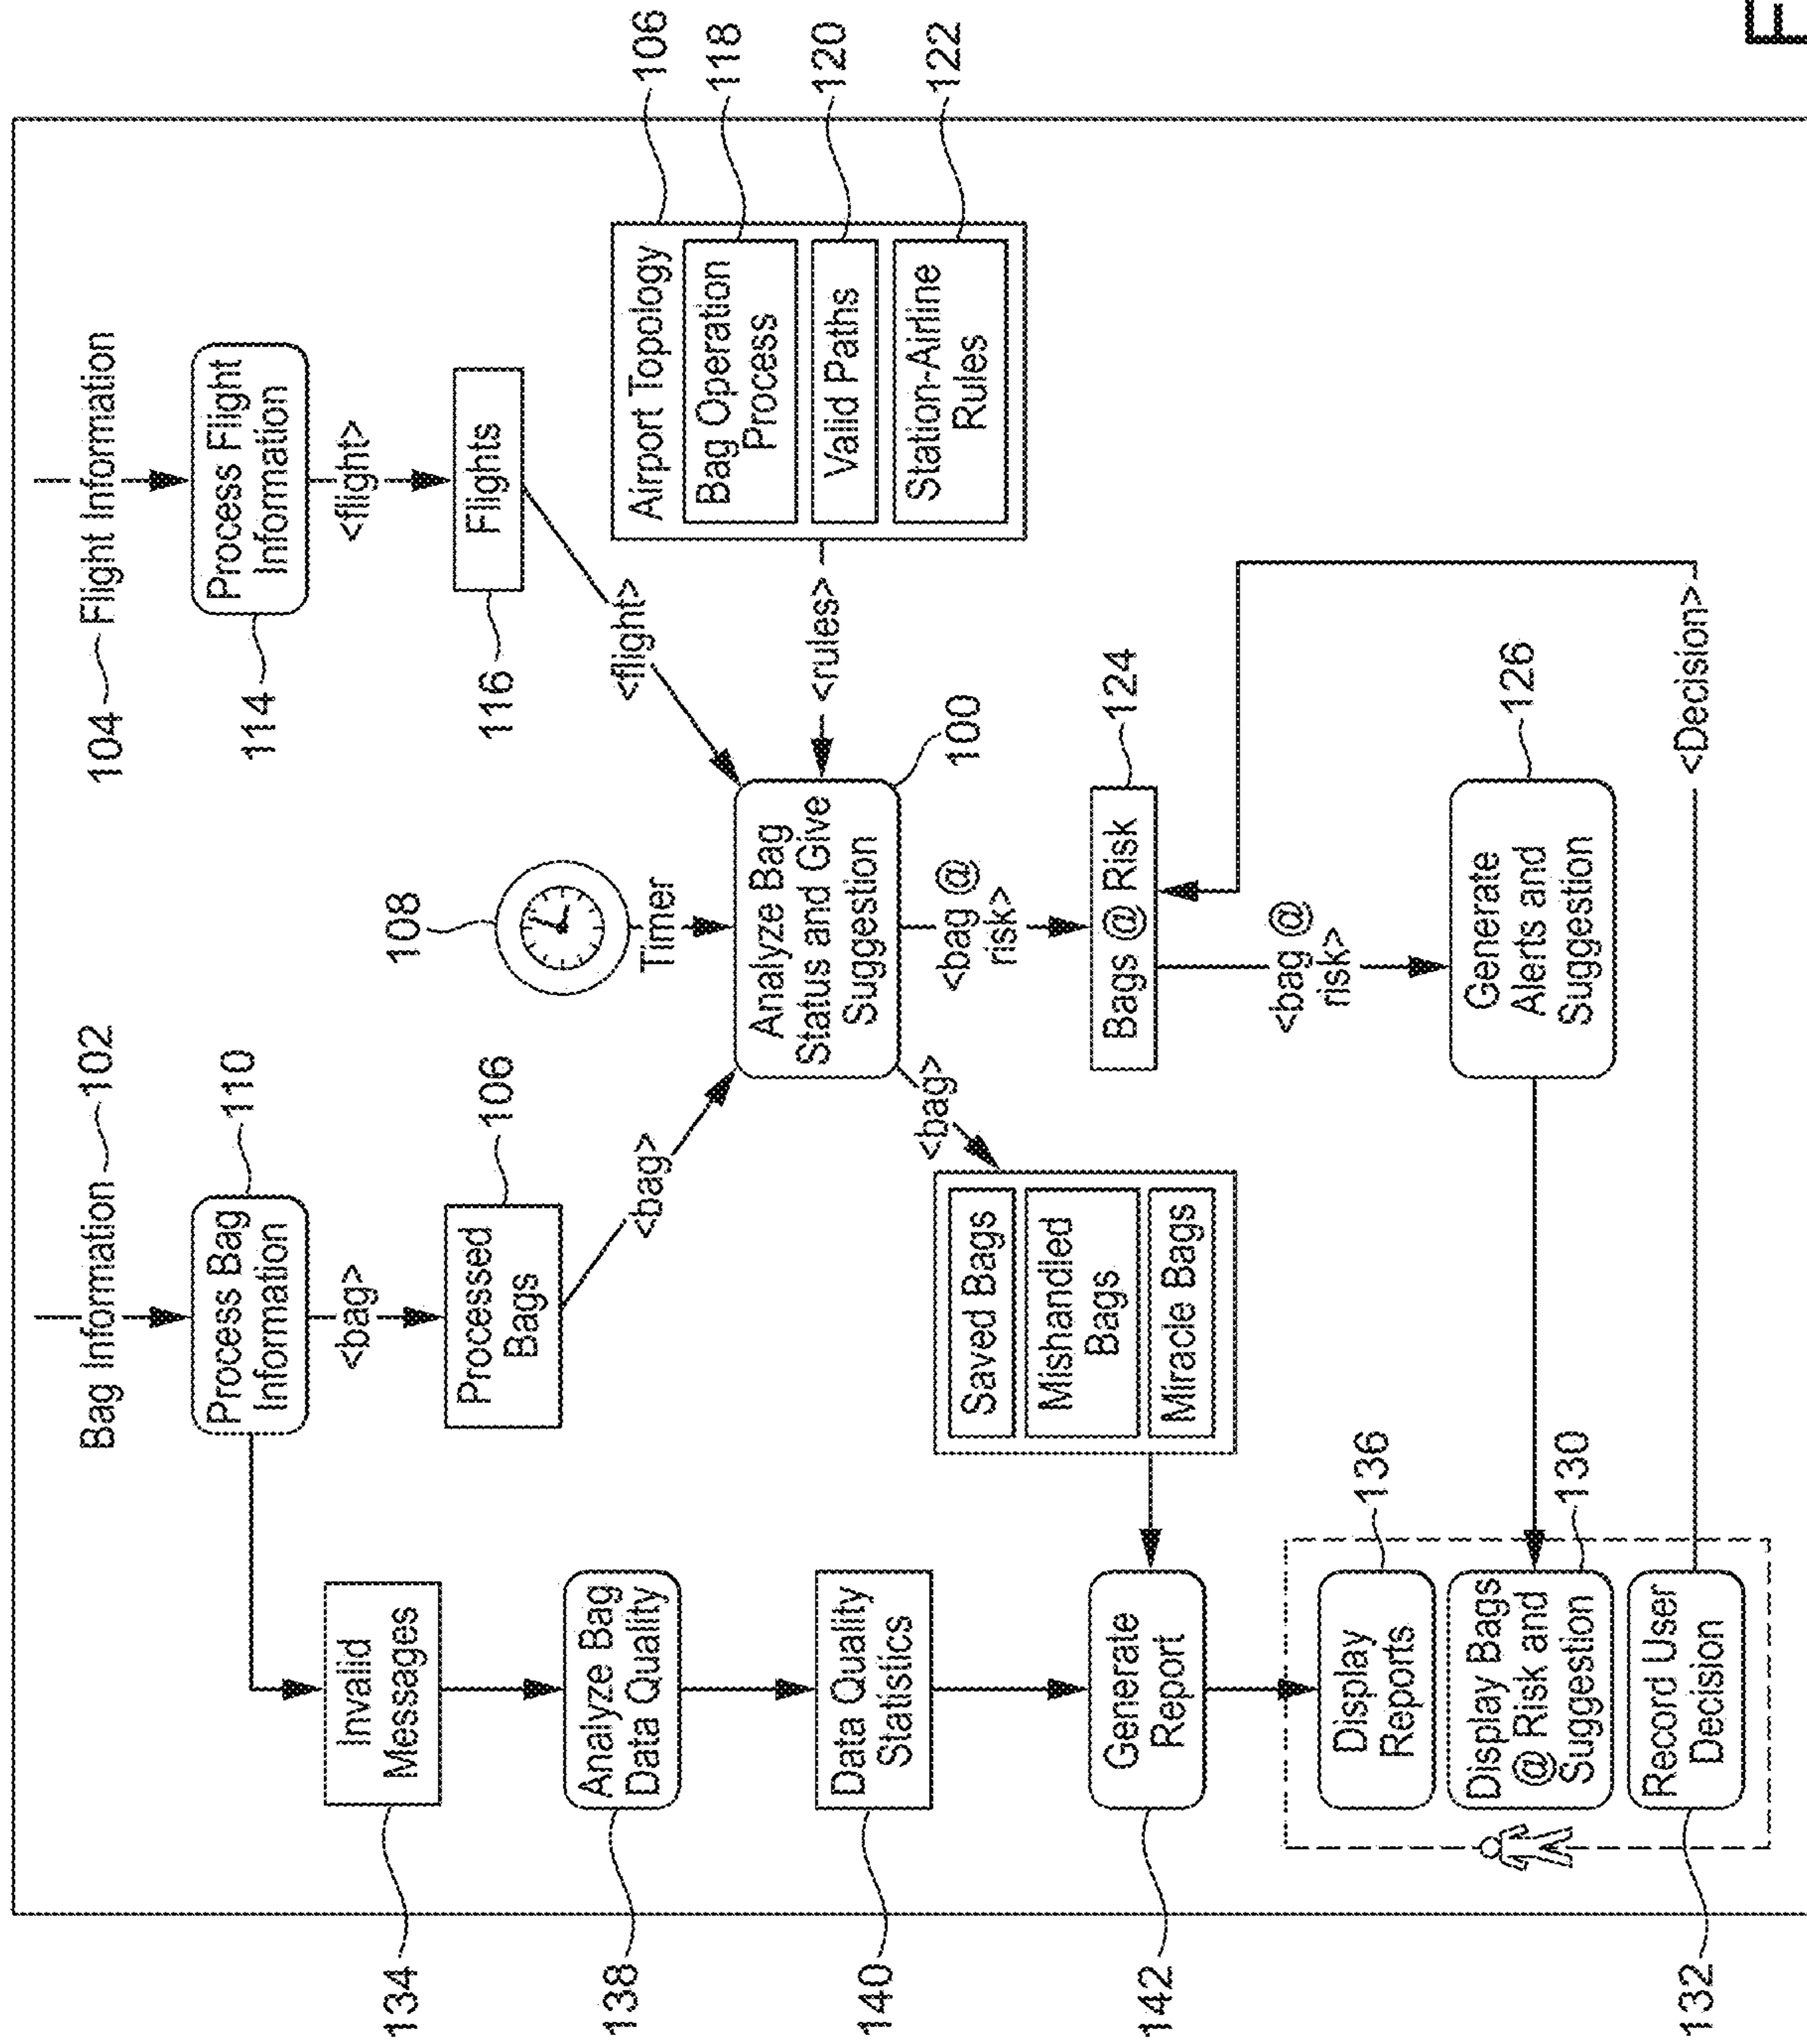 Bag Information
102
104
Flight Information
Process Bag
Information
110
114
Process Flight
Information
<bag>
<flight>
134
Invalid
Messages
Processed
Bags
106
108
116
Flights
Timer
<bag>
<flight>
106
Airport Topology
Bag Operation
Process
118
Valid Paths
120
Station-Airline
Rules
122
<rules>
138
Analyze Bag
Data Quality
Analyze Bag
Status and Give
Suggestion
100
140
Data Quality
Statistics
<bag>
<bag @
risk>
Saved Bags
Mishandled
Bags
Miracle Bags
Bags @ Risk
124
142
Generate
Report
<bag @
risk>
136
Display
Reports
Generate
Alerts and
Suggestion
126
Display Bags
@ Risk and
Suggestion
130
132
Record User
Decision
<Decision>